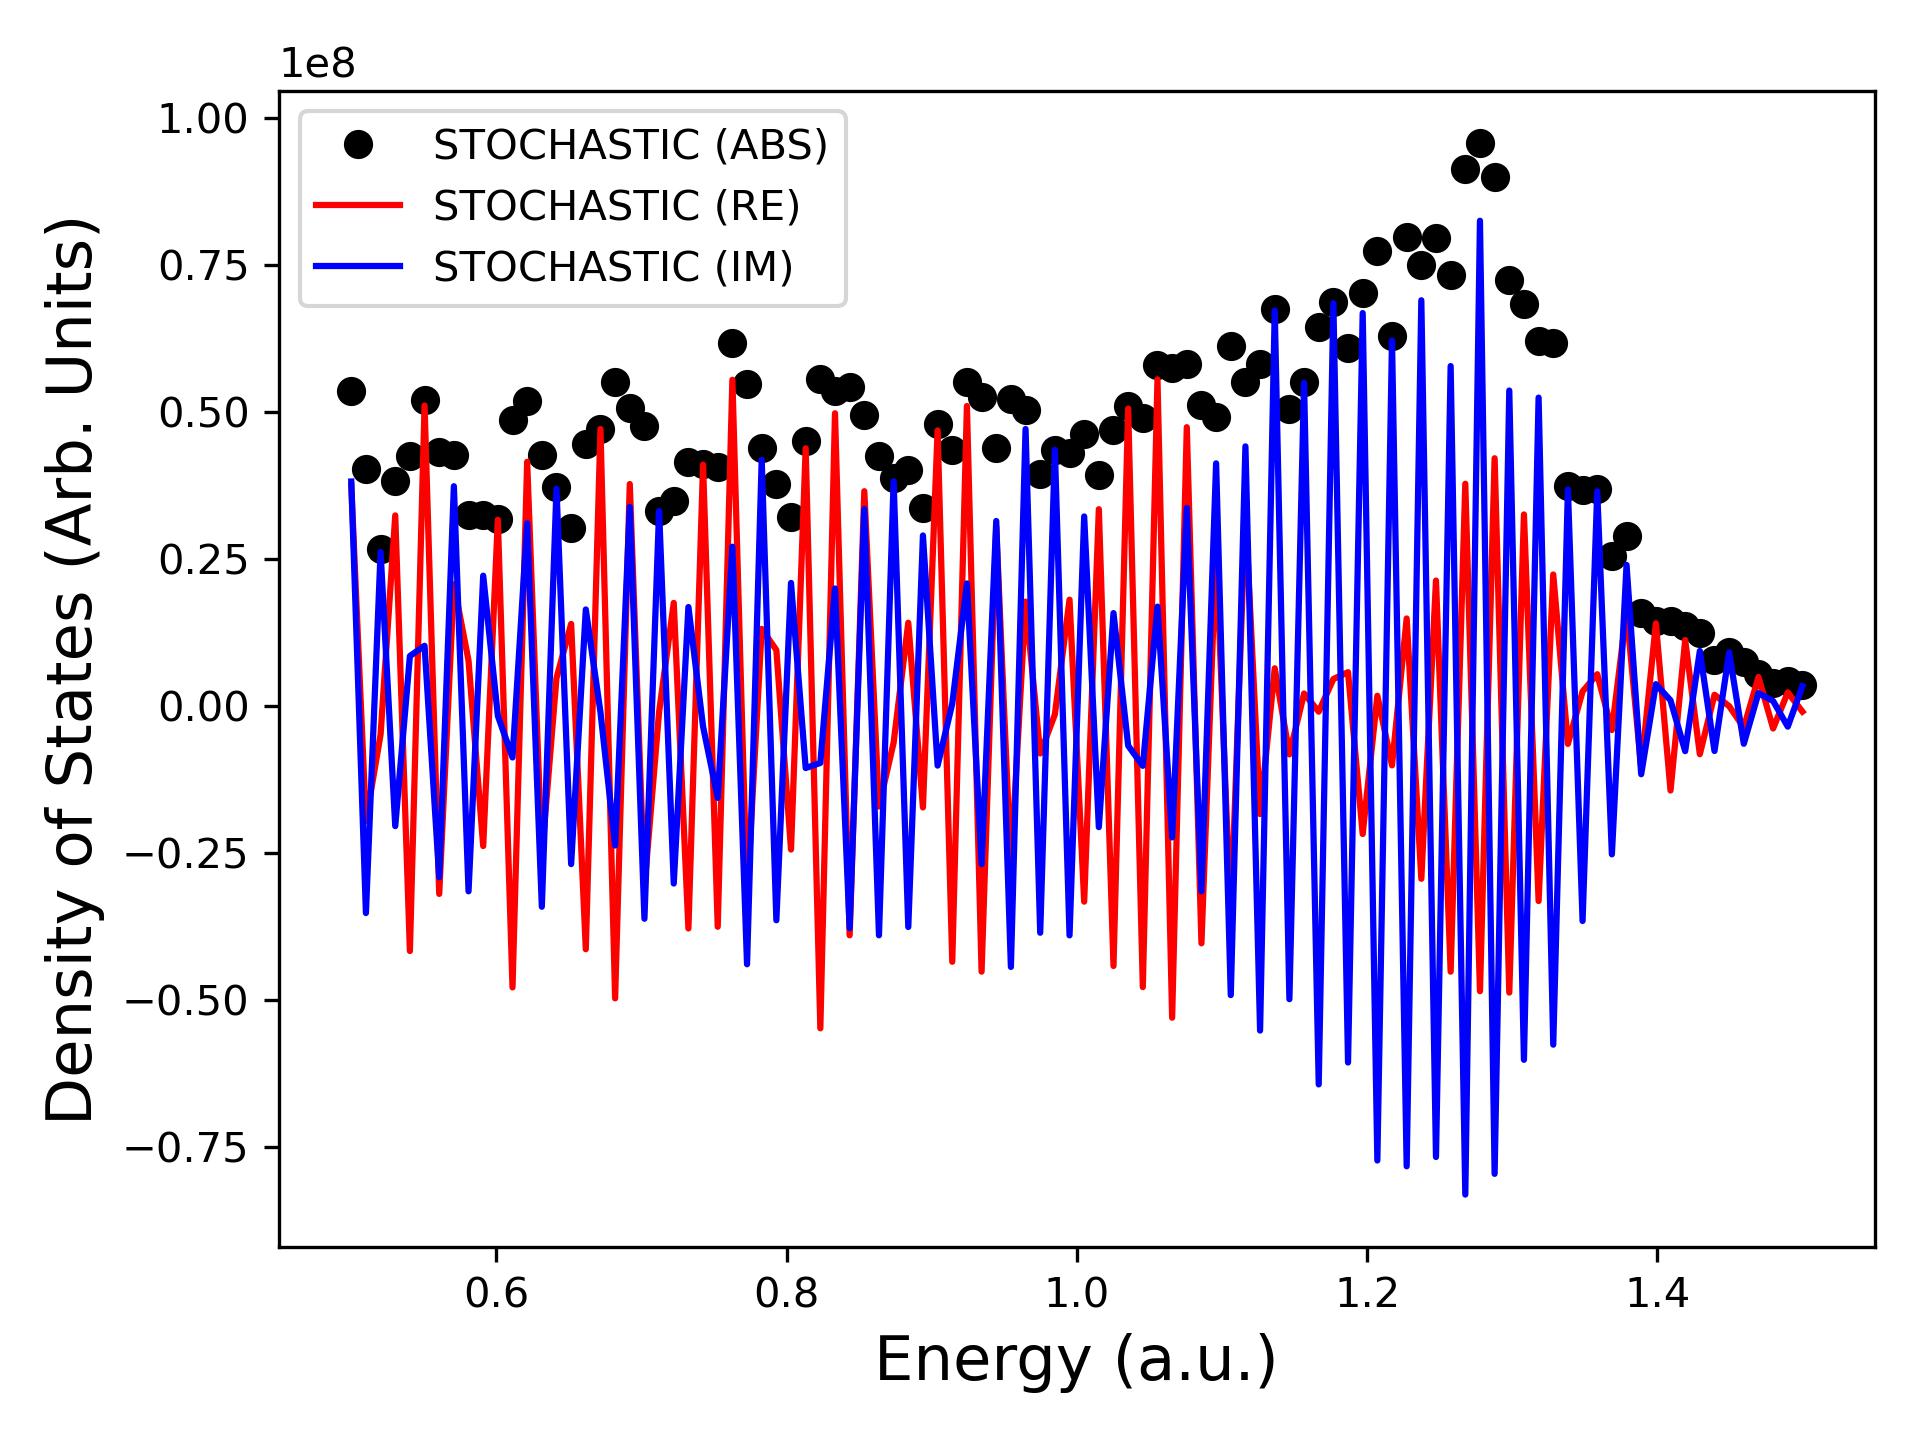 1e8
1.00
0.75
0.50
0.25
0.00
−0.25
−0.50
−0.75
Density of States (Arb. Units)
STOCHASTIC (ABS)
STOCHASTIC (RE)
STOCHASTIC (IM)
0.6 0.8 1.0 1.2 1.4
Energy (a.u.)